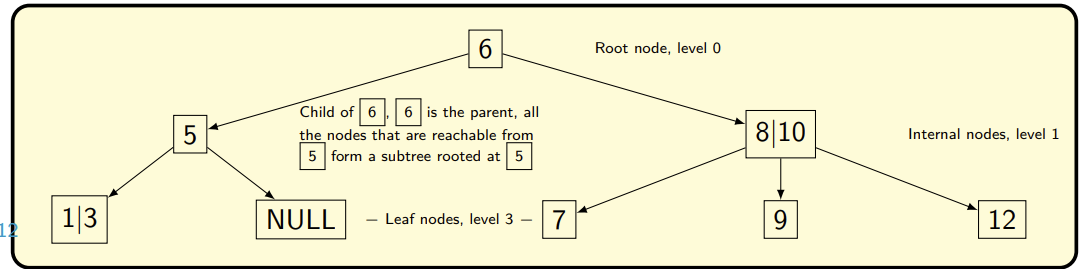 6
Root node, level 0
Child of 6, 6 is the parent, all
the nodes that are reachable from
5 form a subtree rooted at 5
5
8|10
Internal nodes, level 1
1|3
NULL
— Leaf nodes, level 3 —
7
9
12
12